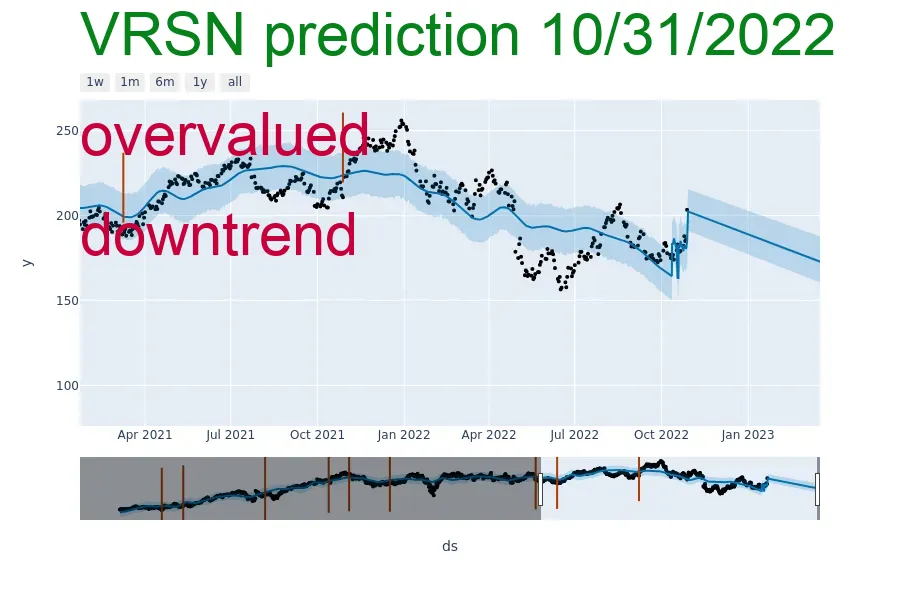 VRSN prediction 10/31/2022
1w 1m 6m 1y all
overvalued
downtrend
250
200
150
100
y
Apr 2021 Jul 2021 Oct 2021 Jan 2022 Apr 2022 Jul 2022 Oct 2022 Jan 2023
ds